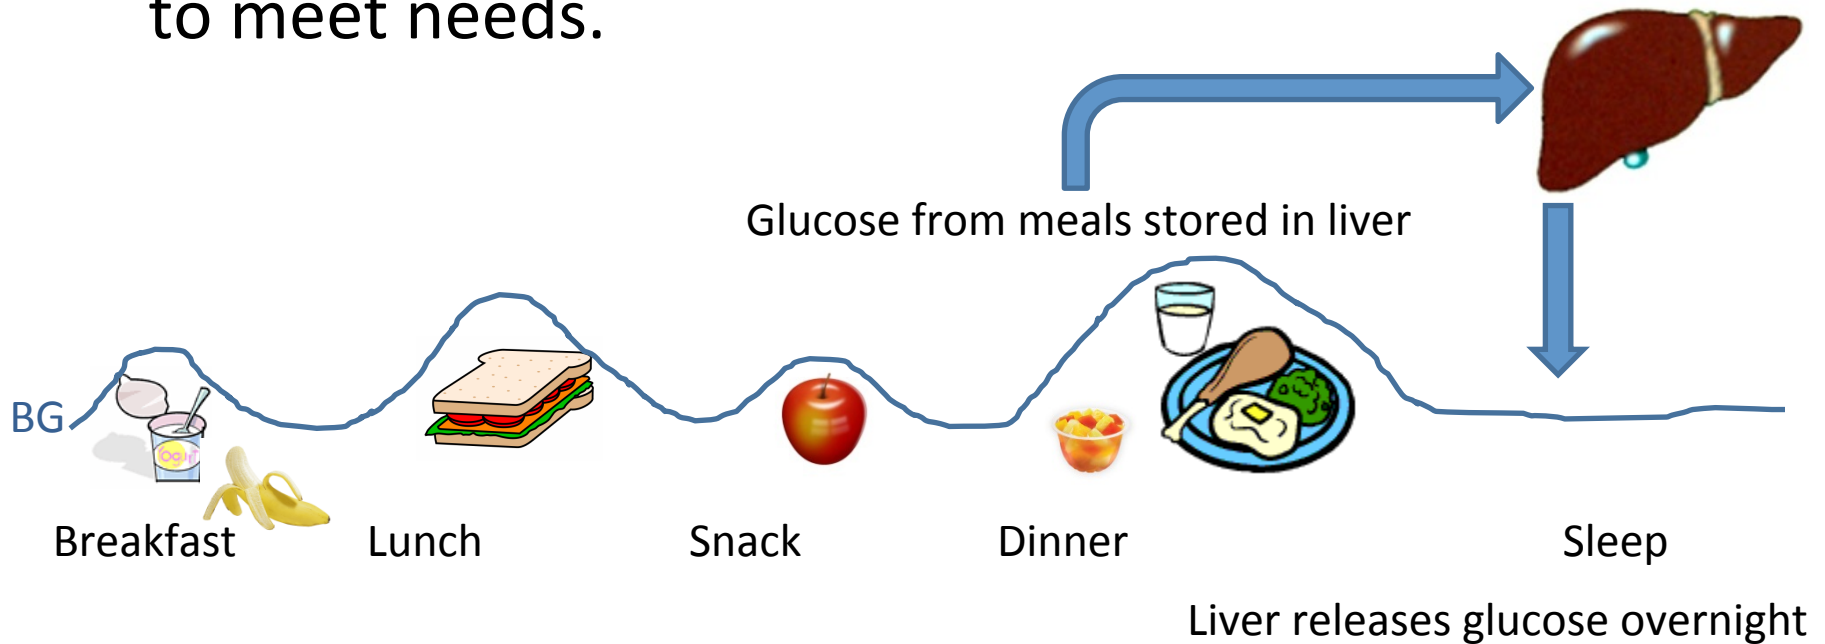 to meet needs.
Glucose from meals stored in liver
BG
Yogurt
Breakfast
Lunch
Snack
Dinner
Sleep
Liver releases glucose overnight